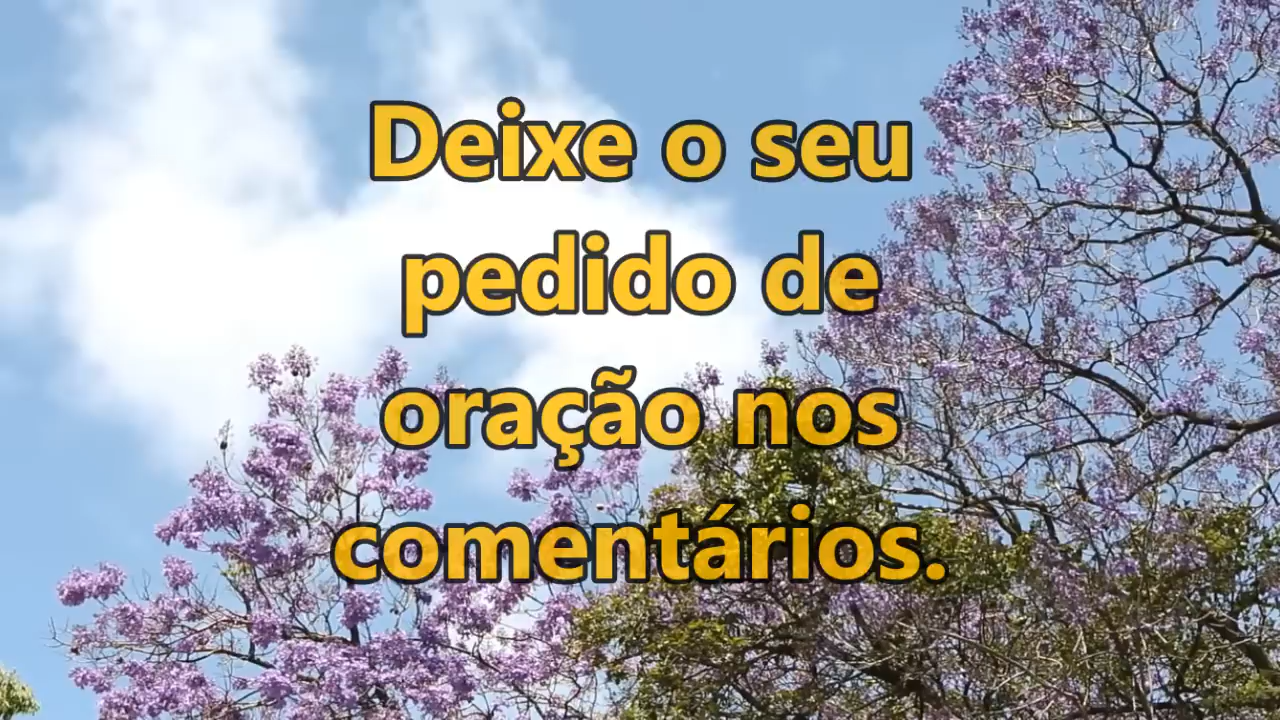 Deixe o seu
pedido de
oração nos
comentários.